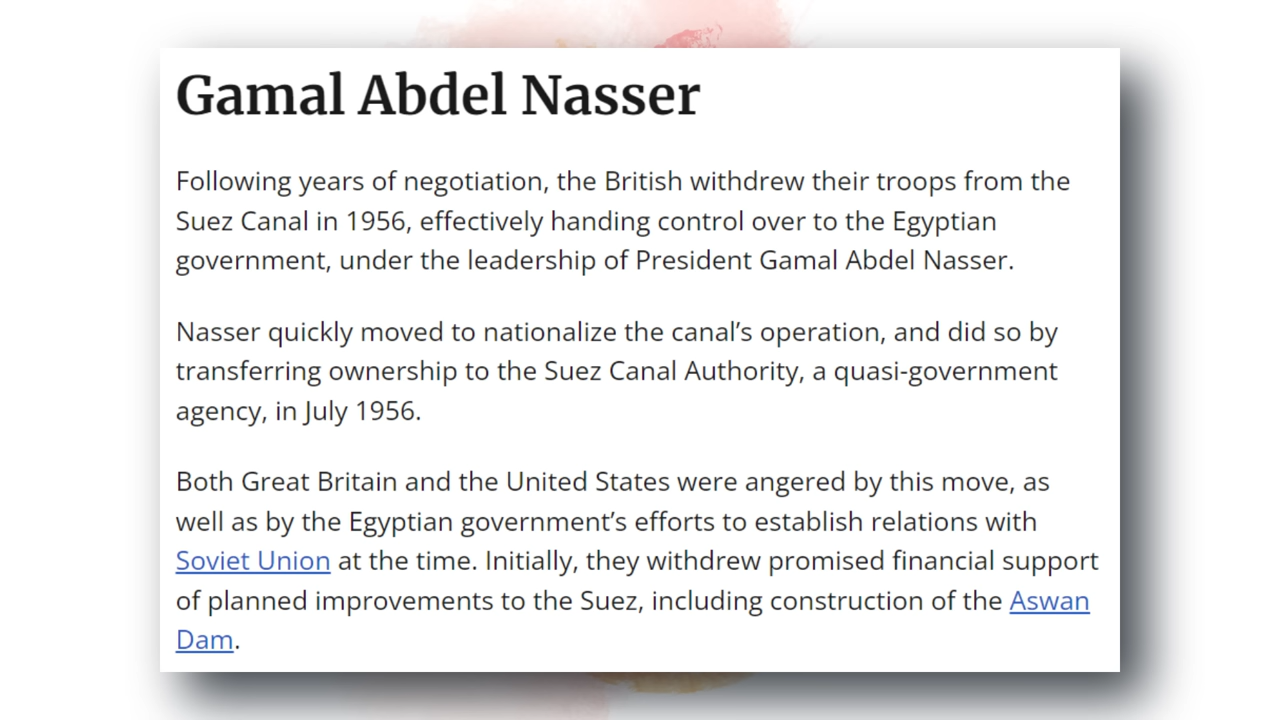 Gamal Abdel Nasser
Following years of negotiation, the British withdrew their troops from the
Suez Canal in 1956, effectively handing control over to the Egyptian
government, under the leadership of President Gamal Abdel Nasser.
Nasser quickly moved to nationalize the canal’s operation, and did so by
transferring ownership to the Suez Canal Authority, a quasi-government
agency, in July 1956.
Both Great Britain and the United States were angered by this move, as
well as by the Egyptian government’s efforts to establish relations with
Soviet Union at the time. Initially, they withdrew promised financial support
of planned improvements to the Suez, including construction of the Aswan
Dam.